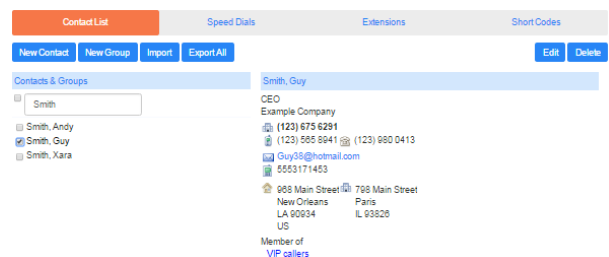 Contact List Speed Dials Extensions Short Codes
New Contact New Group Import Export All Edit Delete
Contacts & Groups
Smith
Smith, Andy
Smith, Guy
Smith, Xara
Smith, Guy
CEO
Example Company
(123) 675 6291
(123) 565 8941 (123) 980 0413
Guy38@hotmail.com
5553171453
968 Main Street 798 Main Street
New Orleans Paris
LA 90934 IL 93826
US
Member of
VIP callers